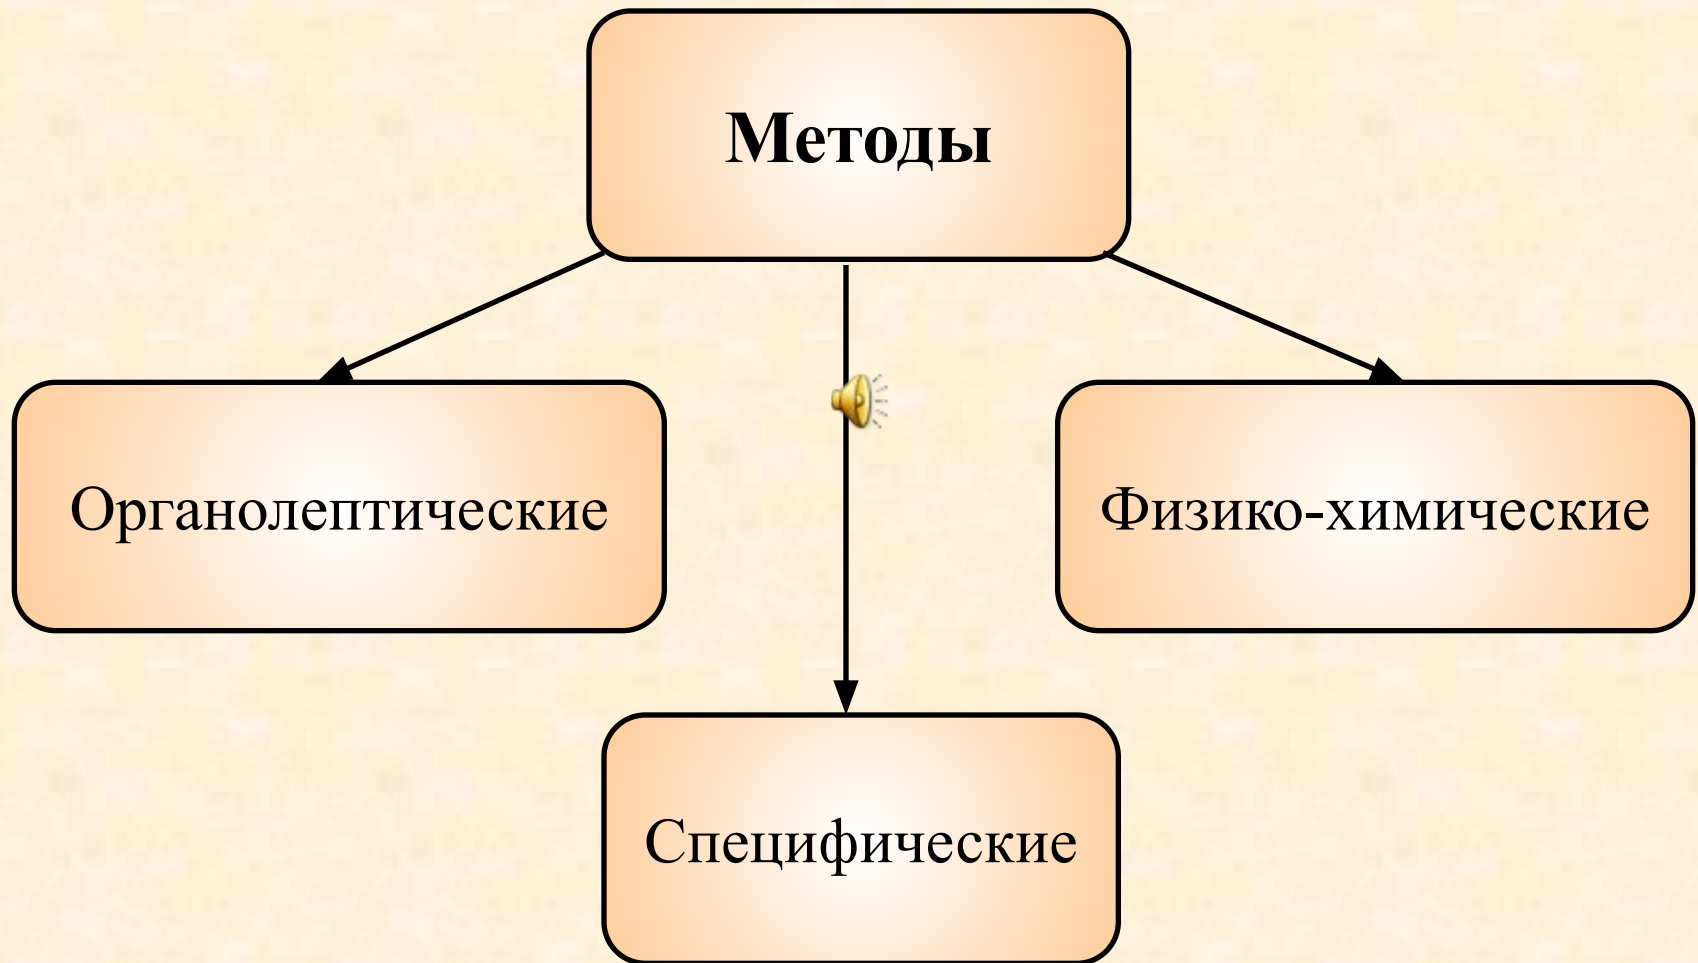 Методы
Органолептические
Физико-химические
Специфические